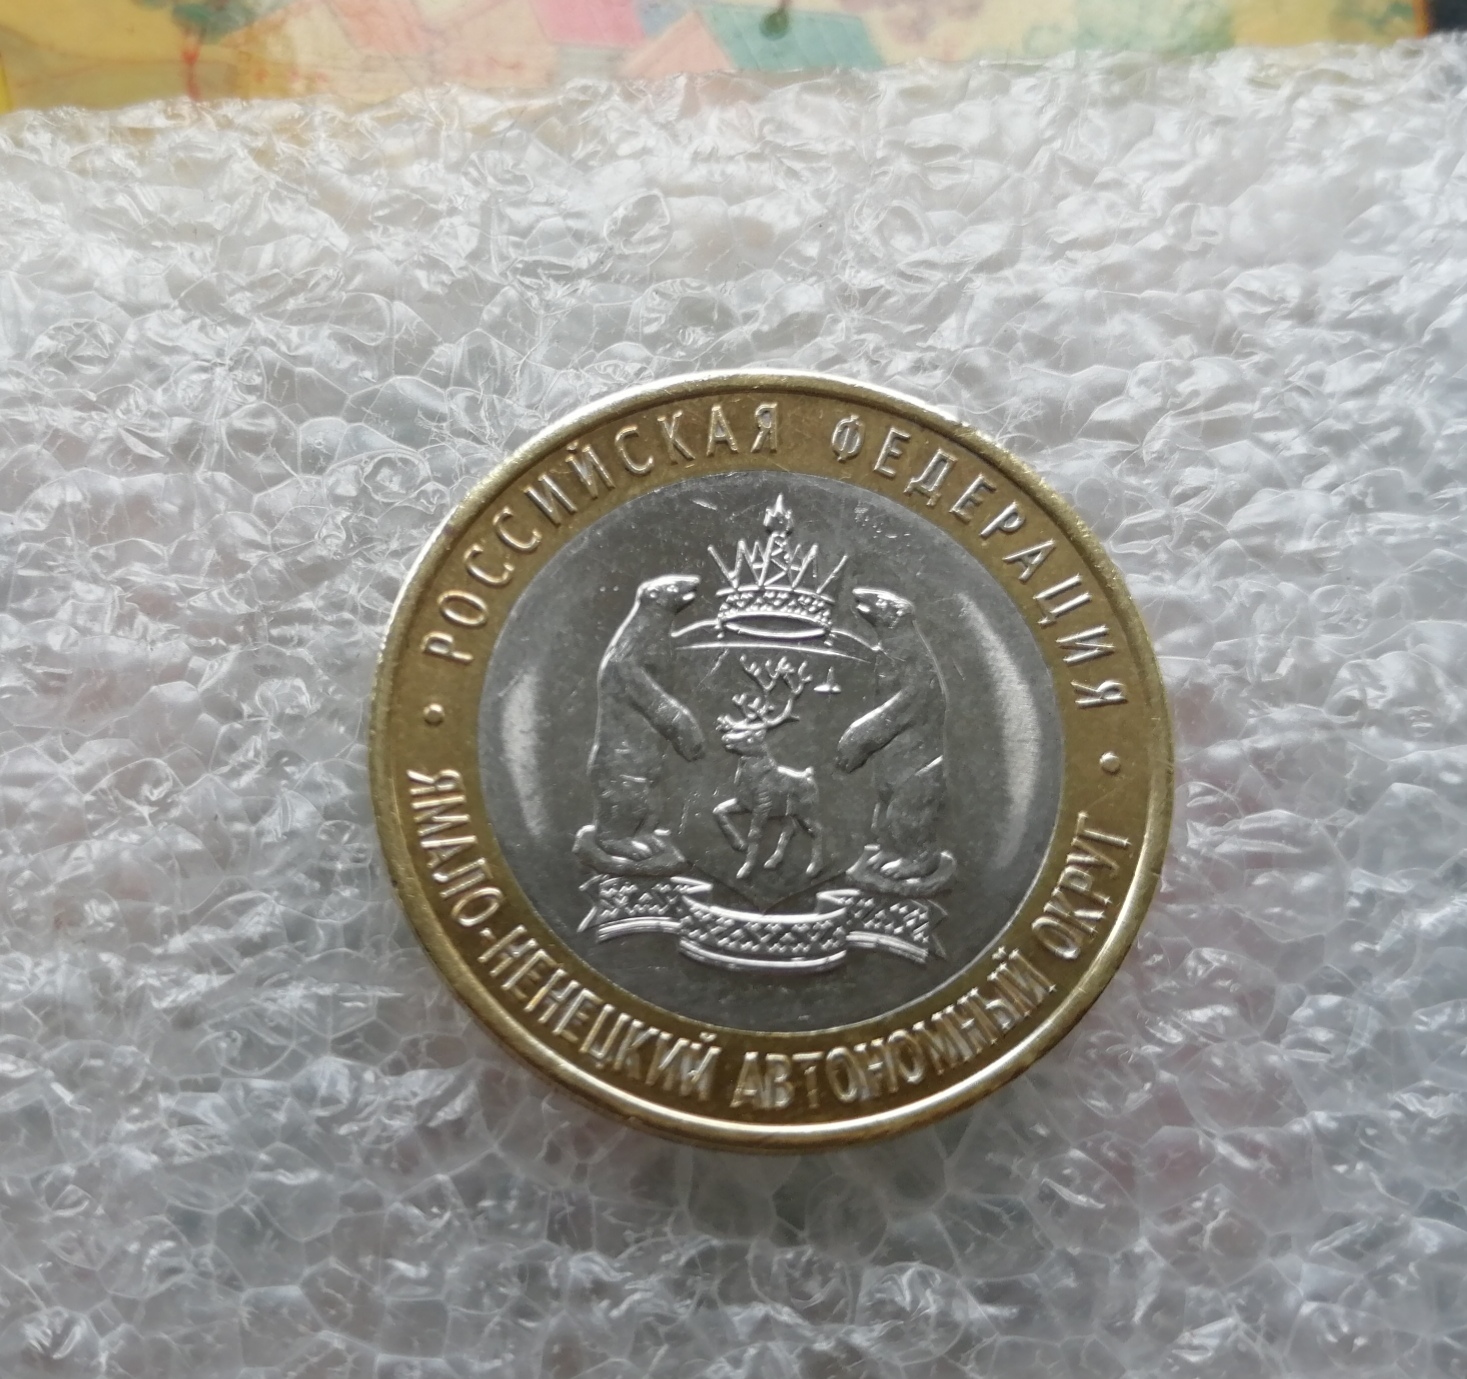 РОССИЙСКАЯ ФЕДЕРАЦИЯ
ЯМАЛО-НЕНЕЦКИЙ АВТОНОМНЫЙ ОКРУГ